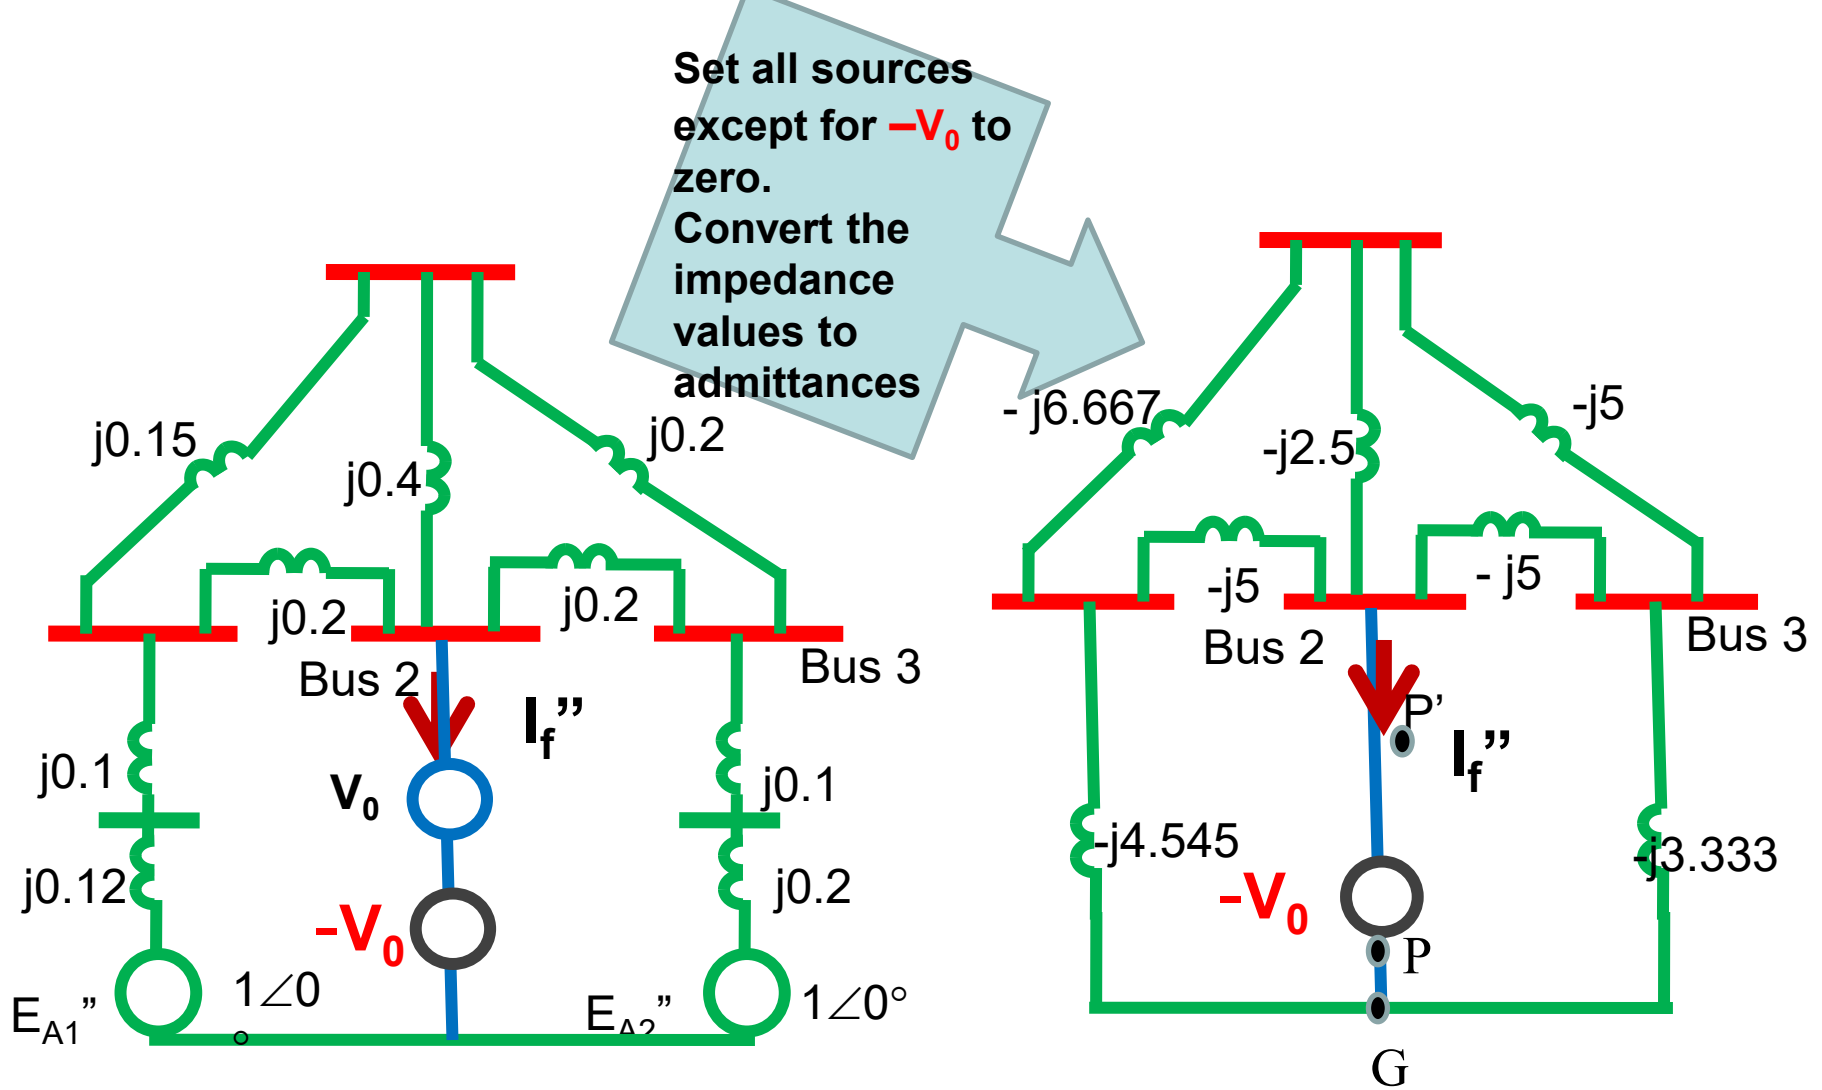 Set all sources
except for –V0 to
zero.
Convert the
impedance
values to
admittances
j0.15
j0.4
j0.2
j0.2
j0.2
Bus 2
Bus 3
If”
j0.1
V0
j0.1
j0.12
-V0
j0.2
EA1”
1∠0
°
EA2”
1∠0°
- j6.667
-j2.5
-j5
-j5
- j5
Bus 2
Bus 3
P’
If”
-j4.545
-j3.333
-V0
P
G